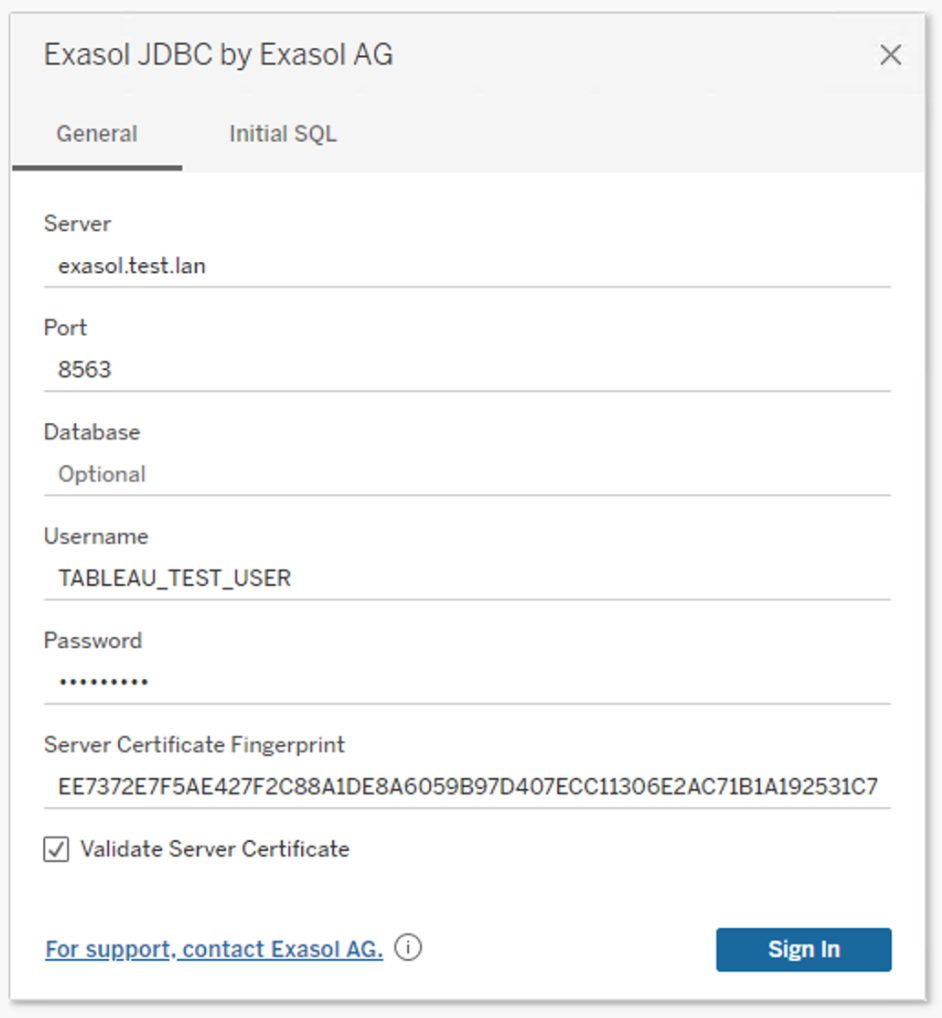 Exasol JDBC by Exasol AG
General
Initial SQL
Server
exasol.test.lan
Port
8563
Database
Optional
Username
TABLEAU_TEST_USER
Password
•••••••••
Server Certificate Fingerprint
EE7372E7F5AE427F2C88A1DE8A6059B97D407ECC11306E2AC71B1A192531C7
Validate Server Certificate
For support, contact Exasol AG.
Sign In